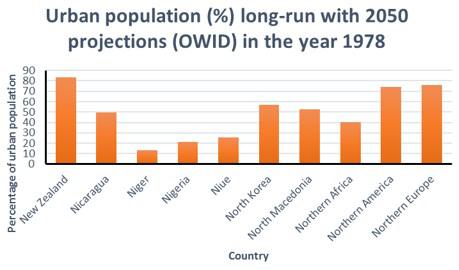 Urban population (%) long-run with 2050
projections (OWID) in the year 1978
Percentage of urban population
90
80
70
60
50
40
30
20
10
0
New Zealand
Nicaragua
Niger
Nigeria
Niue
North Korea
North Macedonia
Northern Africa
Northern America
Northern Europe
Country